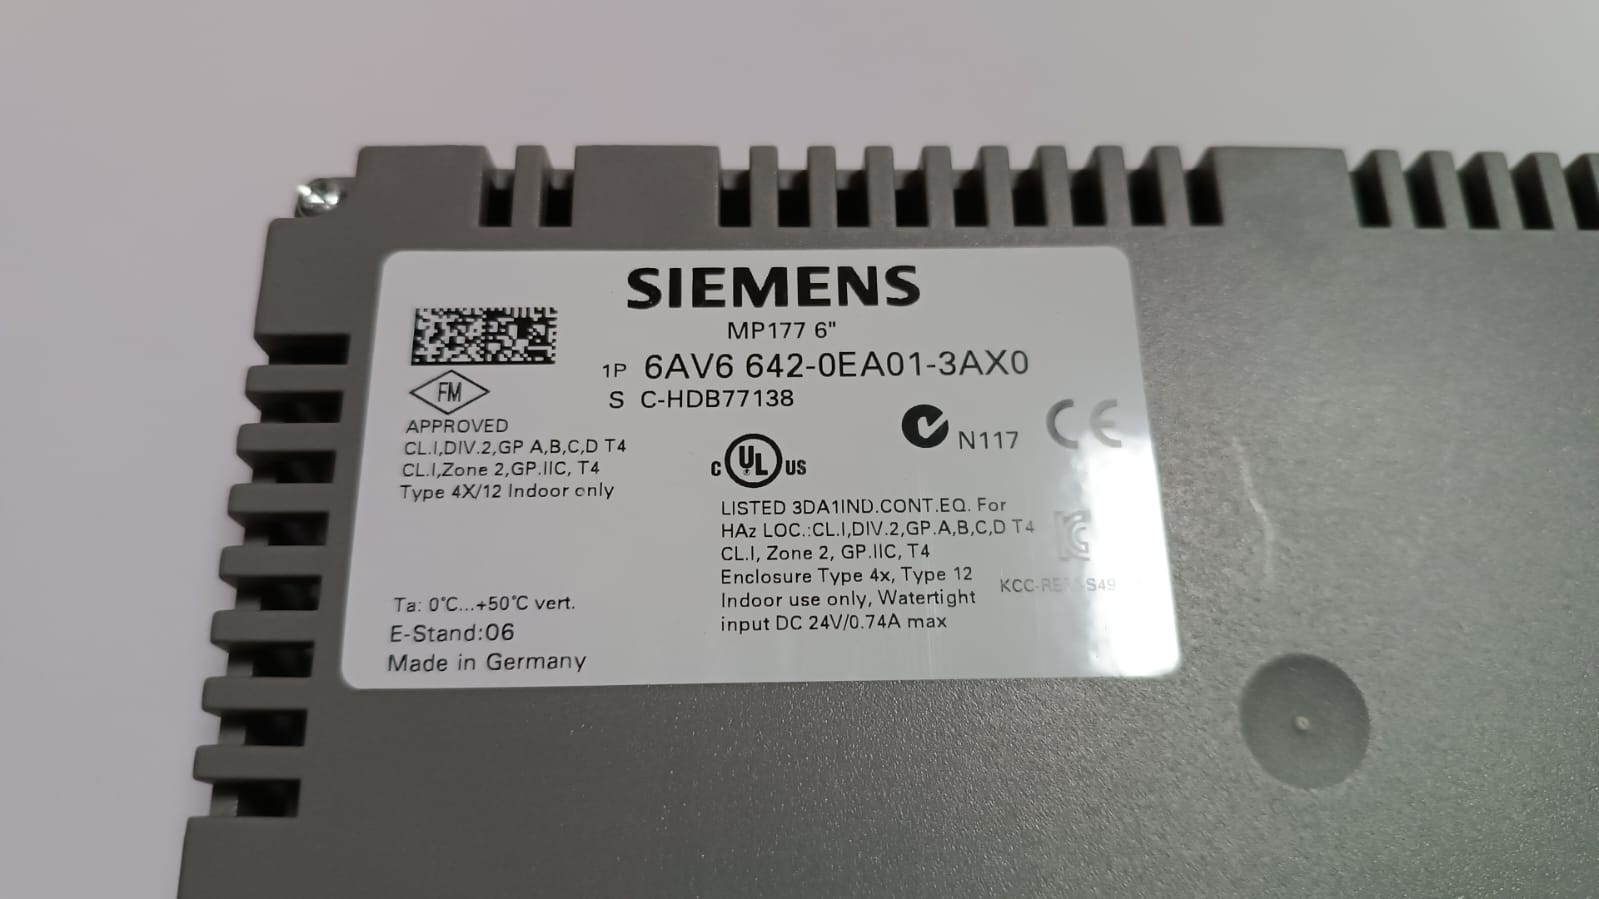 SIEMENS
MP177 6"
1P 6AV6 642-0EA01-3AX0
S C-HDB77138
FM
APPROVED
CL.I,DIV.2,GP A,B,C,D T4
CL.I,Zone 2,GP.IIC, T4
Type 4X/12 Indoor only
N117 CE
C UL US
LISTED 3DA1IND.CONT.EQ. For
HAz LOC.:CL.I,DIV.2,GP.A,B,C,D T4
CL.I, Zone 2, GP.IIC, T4
Enclosure Type 4x, Type 12
Indoor use only, Watertight
input DC 24V/0.74A max
Ta: 0°C...+50°C vert.
E-Stand:06
Made in Germany